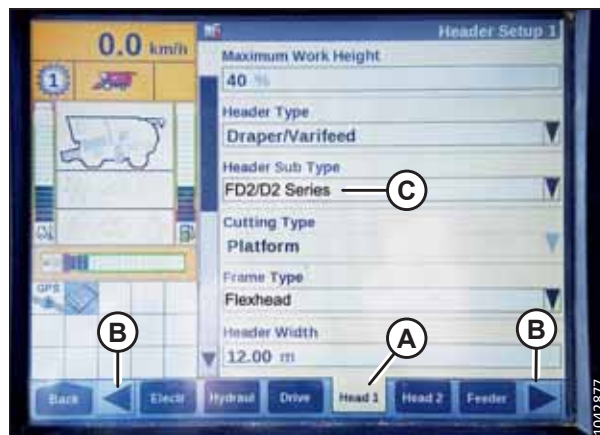 0.0 km/h
Header Setup 1
1
Maximum Work Height
40 %
Header Type
Draper/Varifeed
Header Sub Type
FD2/D2 Series
C
Cutting Type
Platform
Frame Type
Flexhead
GPS
Header Width
12.00 m
B
A
B
Back
Electr
Hydraul
Drive
Head 1
Head 2
Feeder
1042877